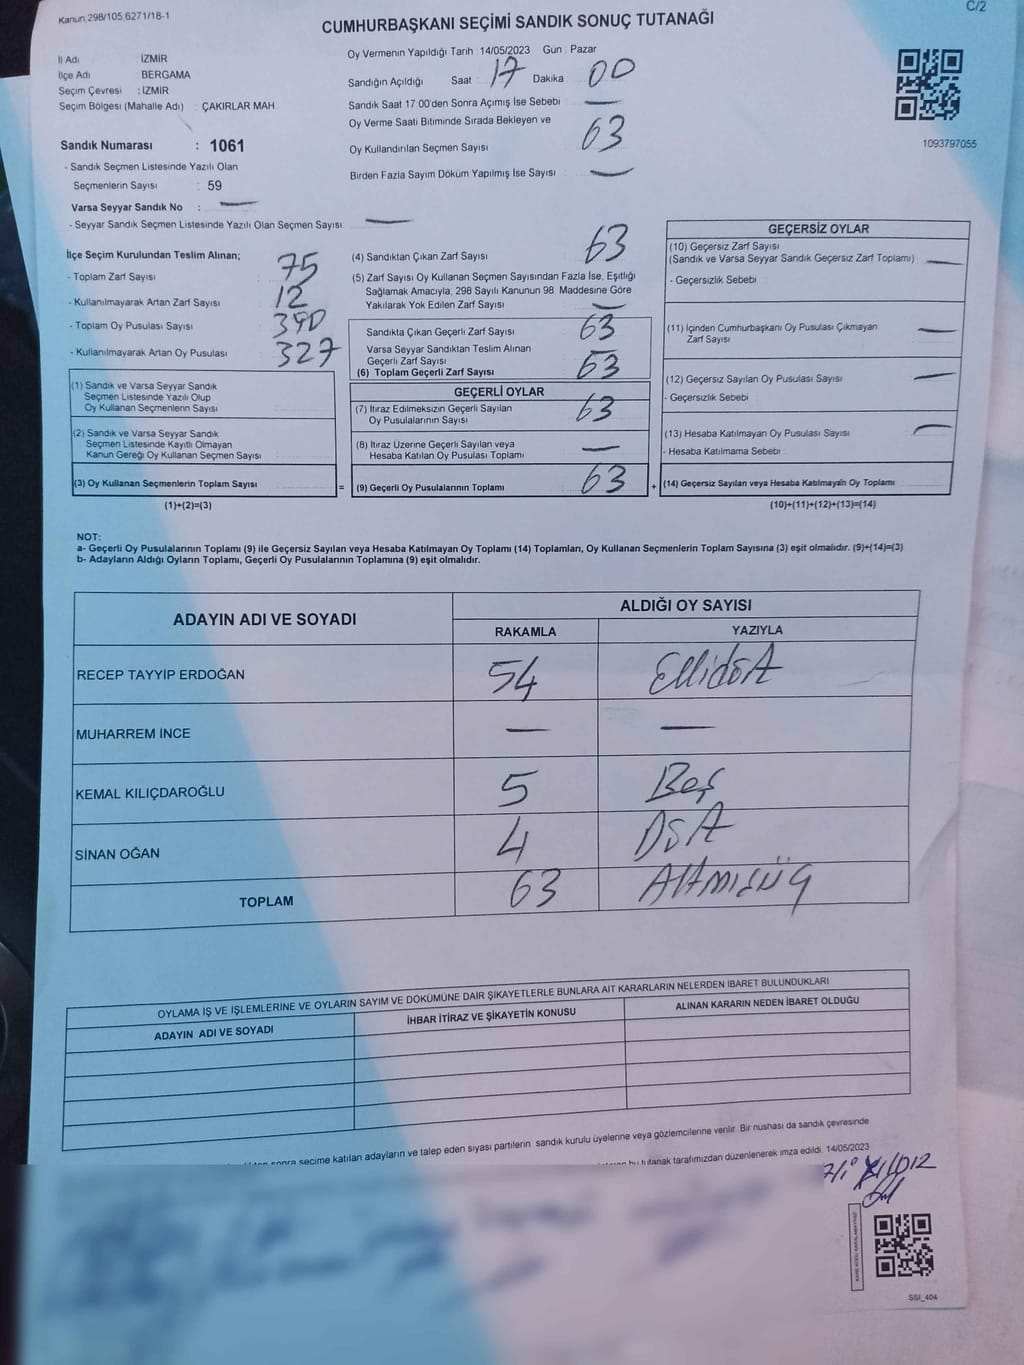 Kanun, 298/105, 6271/18-1
C/2
CUMHURBAŞKANI SEÇİMİ SANDIK SONUÇ TUTANAĞI
İl Adı : İZMİR
İlçe Adı : BERGAMA
Seçim Çevresi : İZMİR
Seçim Bölgesi (Mahalle Adı) : ÇAKIRLAR MAH.
Sandık Numarası : 1061
- Sandık Seçmen Listesinde Yazılı Olan
Seçmenlerin Sayısı : 59
Varsa Seyyar Sandık No : —
- Seyyar Sandık Seçmen Listesinde Yazılı Olan Seçmen Sayısı: —
Oy Vermenin Yapıldığı Tarih : 14/05/2023 Gün : Pazar
Sandığın Açıldığı Saat 17 Dakika 00
Sandık Saat 17:00'den Sonra Açımış İse Sebebi —
Oy Verme Saati Bitiminde Sırada Bekleyen ve
Oy Kullandırılan Seçmen Sayısı 63
Birden Fazla Sayım Döküm Yapılmış İse Sayısı —
1093797055
İlçe Seçim Kurulundan Teslim Alınan;
- Toplam Zarf Sayısı 75
- Kullanılmayarak Artan Zarf Sayısı 12
- Toplam Oy Pusulası Sayısı 390
- Kullanılmayarak Artan Oy Pusulası 327
(1) Sandık ve Varsa Seyyar Sandık
Seçmen Listesinde Yazılı Olup
Oy Kullanan Seçmenlerin Sayısı
(2) Sandık ve Varsa Seyyar Sandık
Seçmen Listesinde Kayıtlı Olmayan
Kanun Gereği Oy Kullanan Seçmen Sayısı
(3) Oy Kullanan Seçmenlerin Toplam Sayısı
(1)+(2)=(3)
=
(4) Sandıktan Çıkan Zarf Sayısı 63
(5) Zarf Sayısı Oy Kullanan Seçmen Sayısından Fazla İse, Eşitliği
Sağlamak Amacıyla, 298 Sayılı Kanunun 98. Maddesine Göre
Yakılarak Yok Edilen Zarf Sayısı —
Sandıkta Çıkan Geçerli Zarf Sayısı 63
Varsa Seyyar Sandıktan Teslim Alınan
Geçerli Zarf Sayısı
(6) Toplam Geçerli Zarf Sayısı 63
GEÇERLİ OYLAR
(7) İtiraz Edilmeksizin Geçerli Sayılan
Oy Pusulalarının Sayısı 63
(8) İtiraz Üzerine Geçerli Sayılan veya
Hesaba Katılan Oy Pusulası Toplamı —
(9) Geçerli Oy Pusulalarının Toplamı 63
+
GEÇERSİZ OYLAR
(10) Geçersiz Zarf Sayısı
(Sandık ve Varsa Seyyar Sandık Geçersiz Zarf Toplamı) : —
- Geçersizlik Sebebi
(11) İçinden Cumhurbaşkanı Oy Pusulası Çıkmayan
Zarf Sayısı —
(12) Geçersiz Sayılan Oy Pusulası Sayısı —
- Geçersizlik Sebebi
(13) Hesaba Katılmayan Oy Pusulası Sayısı —
- Hesaba Katılmama Sebebi
(14) Geçersiz Sayılan veya Hesaba Katılmayan Oy Toplamı
(10)+(11)+(12)+(13)=(14)
NOT:
a- Geçerli Oy Pusulalarının Toplamı (9) ile Geçersiz Sayılan veya Hesaba Katılmayan Oy Toplamı (14) Toplamları, Oy Kullanan Seçmenlerin Toplam Sayısına (3) eşit olmalıdır. (9)+(14)=(3)
b- Adayların Aldığı Oyların Toplamı, Geçerli Oy Pusulalarının Toplamına (9) eşit olmalıdır.
ADAYIN ADI VE SOYADI
ALDIĞI OY SAYISI
RAKAMLA YAZIYLA
RECEP TAYYİP ERDOĞAN 54 Ellidört
MUHARREM İNCE — —
KEMAL KILIÇDAROĞLU 5 Beş
SİNAN OĞAN 4 Dört
TOPLAM 63 Altmışüç
OYLAMA İŞ VE İŞLEMLERİNE VE OYLARIN SAYIM VE DÖKÜMÜNE DAİR ŞİKAYETLERLE BUNLARA AİT KARARLARIN NELERDEN İBARET BULUNDUKLARI
ADAYIN ADI VE SOYADI İHBAR İTİRAZ VE ŞİKAYETİN KONUSU ALINAN KARARIN NEDEN İBARET OLDUĞU
sonra seçime katılan adayların ve talep eden siyasi partilerin sandık kurulu üyelerine veya gözlemcilerine verilir. Bir nüshası da sandık çevresinde
bu tutanak tarafımızdan düzenlenerek imza edildi. 14/05/2023
SSI_404